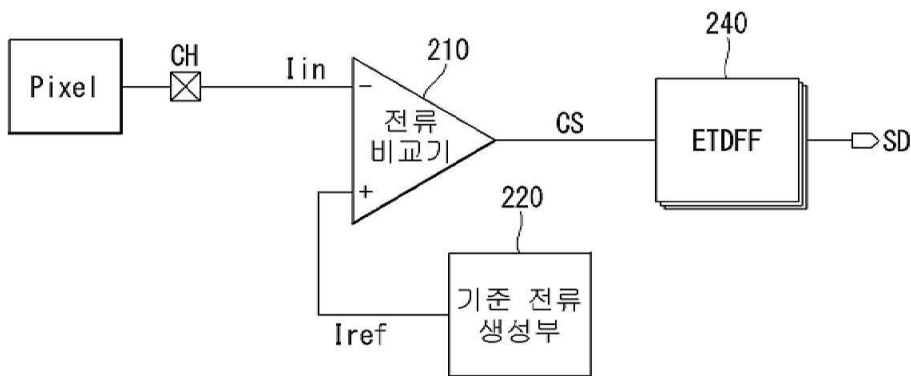 210
240
Pixel
CH
Iin
−
전류
비교기
CS
ETDFF
SD
+
220
기준 전류
생성부
Iref